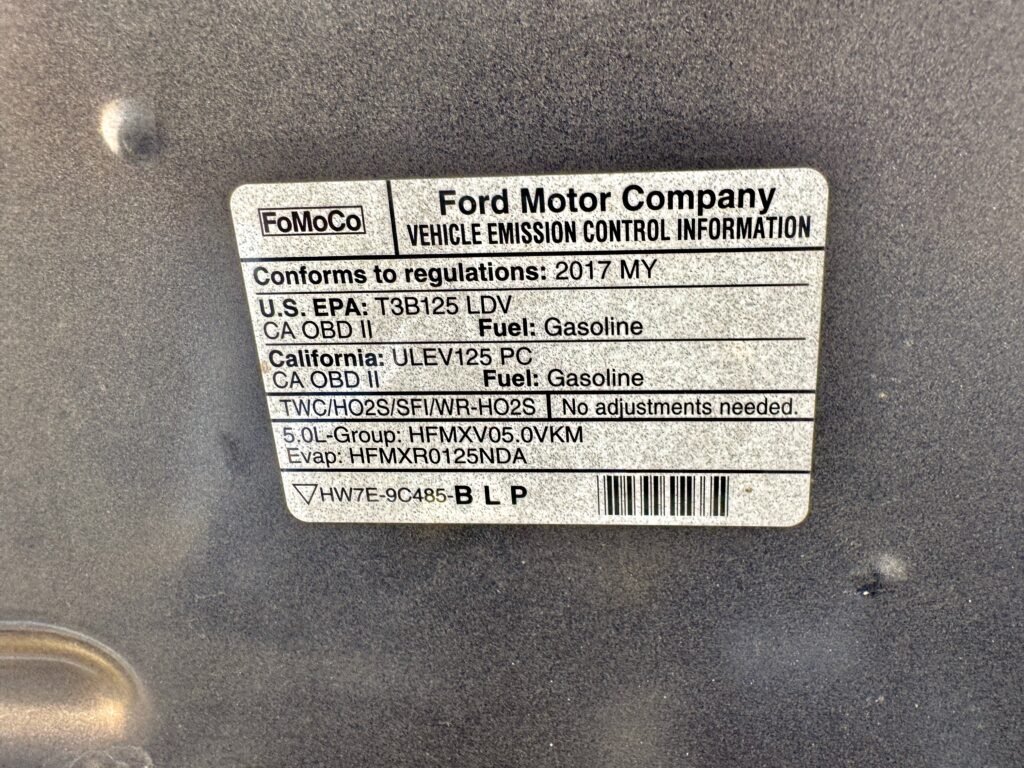 FoMoCo
Ford Motor Company
VEHICLE EMISSION CONTROL INFORMATION
Conforms to regulations: 2017 MY
U.S. EPA: T3B125 LDV
CA OBD II Fuel: Gasoline
California: ULEV125 PC
CA OBD II Fuel: Gasoline
TWC/HO2S/SFI/WR-HO2S No adjustments needed.
5.0L-Group: HFMXV05.0VKM
Evap: HFMXR0125NDA
HW7E-9C485-B L P